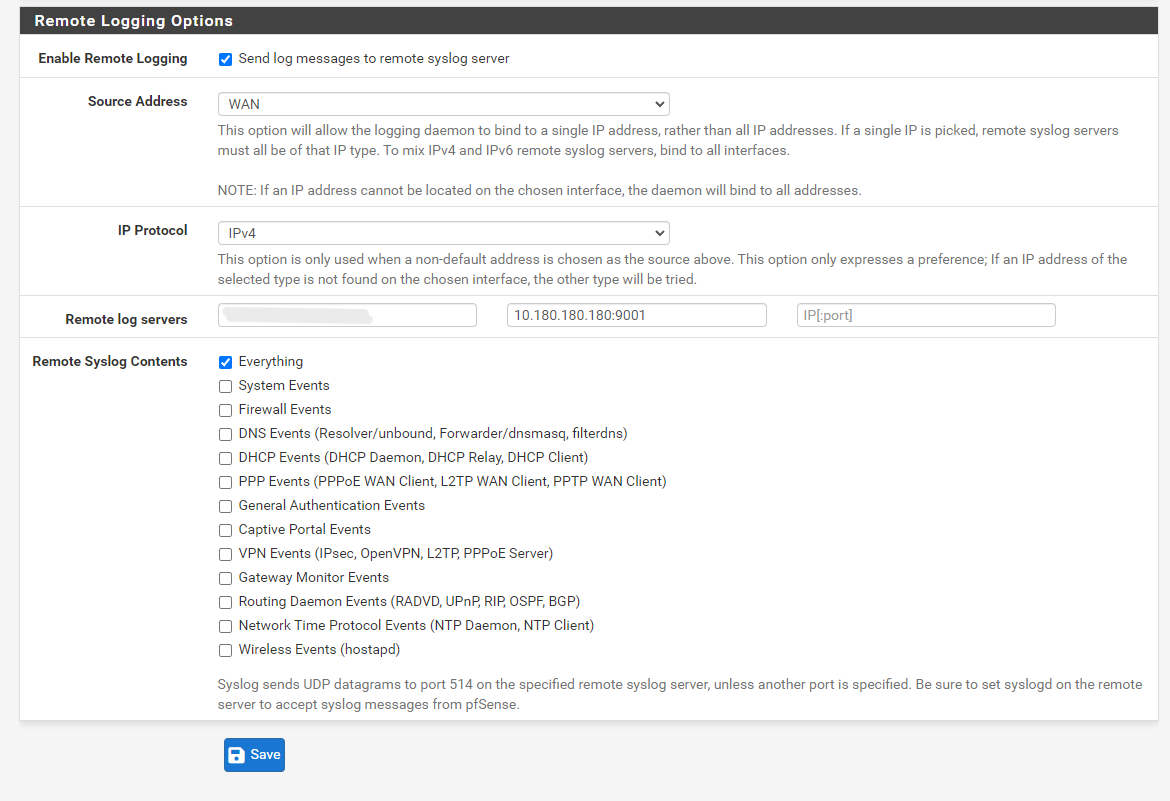 Remote Logging Options
Enable Remote Logging
Send log messages to remote syslog server
Source Address
WAN
This option will allow the logging daemon to bind to a single IP address, rather than all IP addresses. If a single IP is picked, remote syslog servers
must all be of that IP type. To mix IPv4 and IPv6 remote syslog servers, bind to all interfaces.
NOTE: If an IP address cannot be located on the chosen interface, the daemon will bind to all addresses.
IP Protocol
IPv4
This option is only used when a non-default address is chosen as the source above. This option only expresses a preference; If an IP address of the
selected type is not found on the chosen interface, the other type will be tried.
Remote log servers
10.180.180.180:9001
IP[:port]
Remote Syslog Contents
Everything
System Events
Firewall Events
DNS Events (Resolver/unbound, Forwarder/dnsmasq, filterdns)
DHCP Events (DHCP Daemon, DHCP Relay, DHCP Client)
PPP Events (PPPoE WAN Client, L2TP WAN Client, PPTP WAN Client)
General Authentication Events
Captive Portal Events
VPN Events (IPsec, OpenVPN, L2TP, PPPoE Server)
Gateway Monitor Events
Routing Daemon Events (RADVD, UPnP, RIP, OSPF, BGP)
Network Time Protocol Events (NTP Daemon, NTP Client)
Wireless Events (hostapd)
Syslog sends UDP datagrams to port 514 on the specified remote syslog server, unless another port is specified. Be sure to set syslogd on the remote
server to accept syslog messages from pfSense.
Save